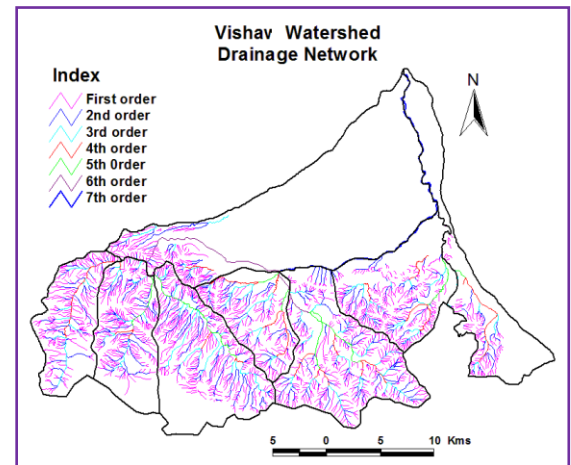 Vishav Watershed
Drainage Network
Index
First order
2nd order
3rd order
4th order
5th 0rder
6th order
7th order
N
5 0 5 10 Kms